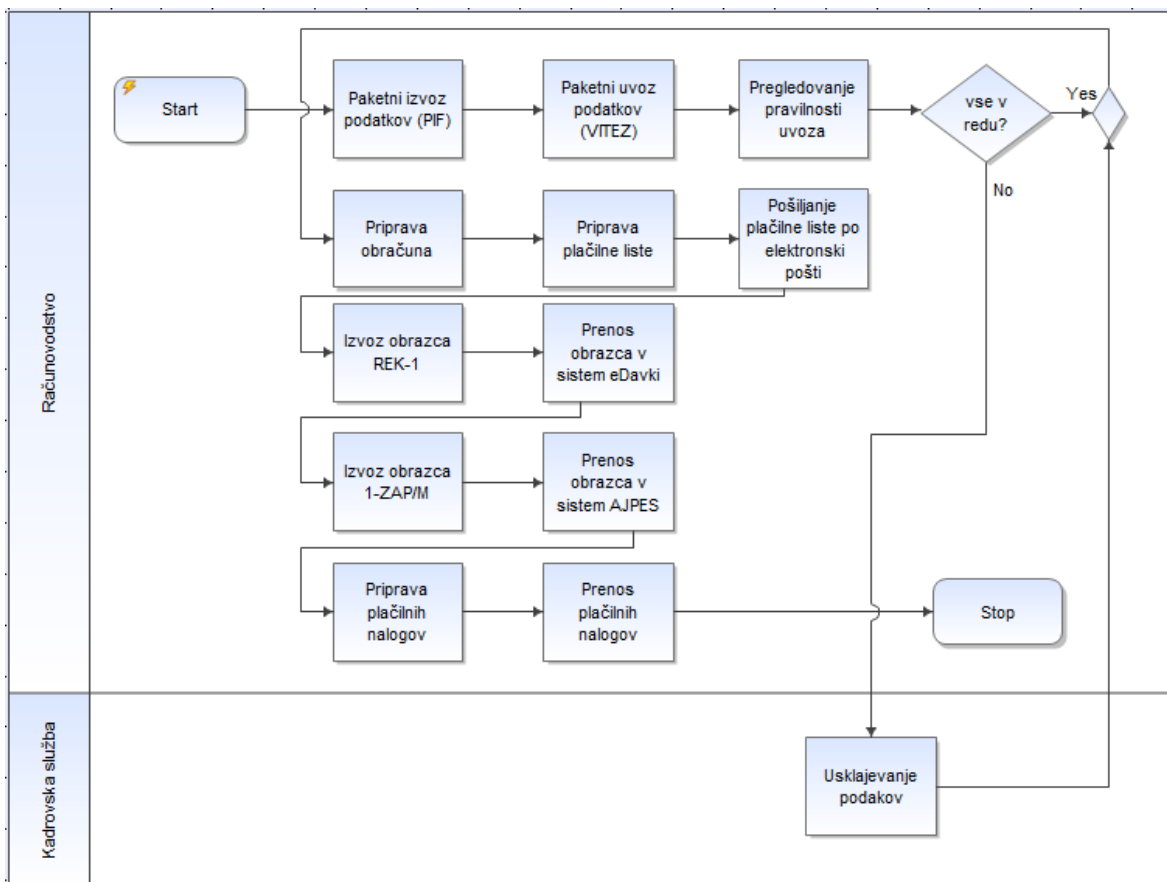 Računovodstvo
Start
Paketni izvoz
podatkov (PIF)
Paketni uvoz
podatkov
(VITEZ)
Pregledovanje
pravilnosti
uvoza
vse v
redu?
Yes
No
Priprava
obračuna
Priprava
plačilne liste
Pošiljanje
plačilne liste po
elektronski
pošti
Izvoz obrazca
REK-1
Prenos
obrazca v
sistem eDavki
Izvoz obrazca
1-ZAP/M
Prenos
obrazca v
sistem AJPES
Priprava
plačilnih
nalogov
Prenos
plačilnih
nalogov
Stop
Kadrovska služba
Usklajevanje
podakov